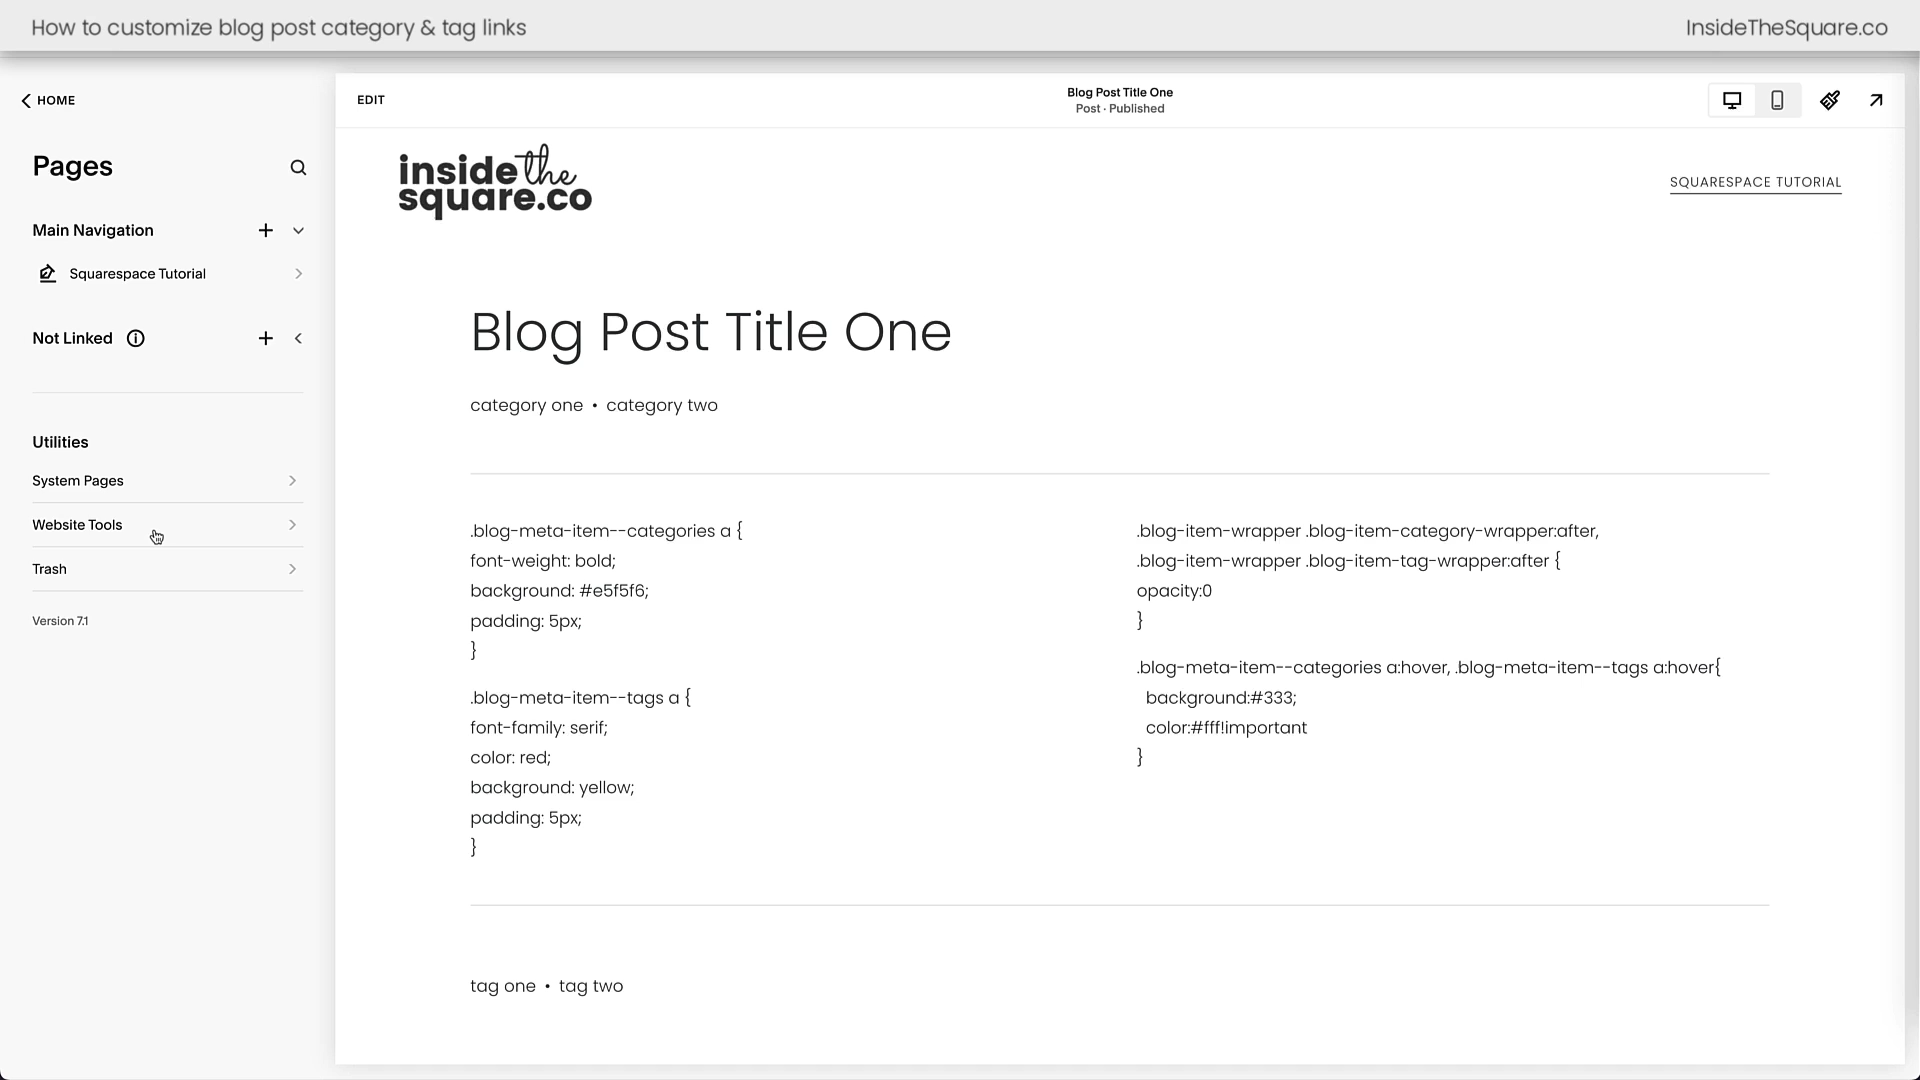 How to customize blog post category & tag links
InsideTheSquare.co
HOME
Pages
Main Navigation
Squarespace Tutorial
Not Linked
Utilities
System Pages
Website Tools
Trash
Version 7.1
EDIT
Blog Post Title One
Post · Published
inside the
square.co
SQUARESPACE TUTORIAL
Blog Post Title One
category one • category two
.blog-meta-item--categories a {
font-weight: bold;
background: #e5f5f6;
padding: 5px;
}
.blog-meta-item--tags a {
font-family: serif;
color: red;
background: yellow;
padding: 5px;
}
.blog-item-wrapper .blog-item-category-wrapper:after,
.blog-item-wrapper .blog-item-tag-wrapper:after {
opacity:0
}
.blog-meta-item--categories a:hover, .blog-meta-item--tags a:hover{
background:#333;
color:#fff!important
}
tag one • tag two